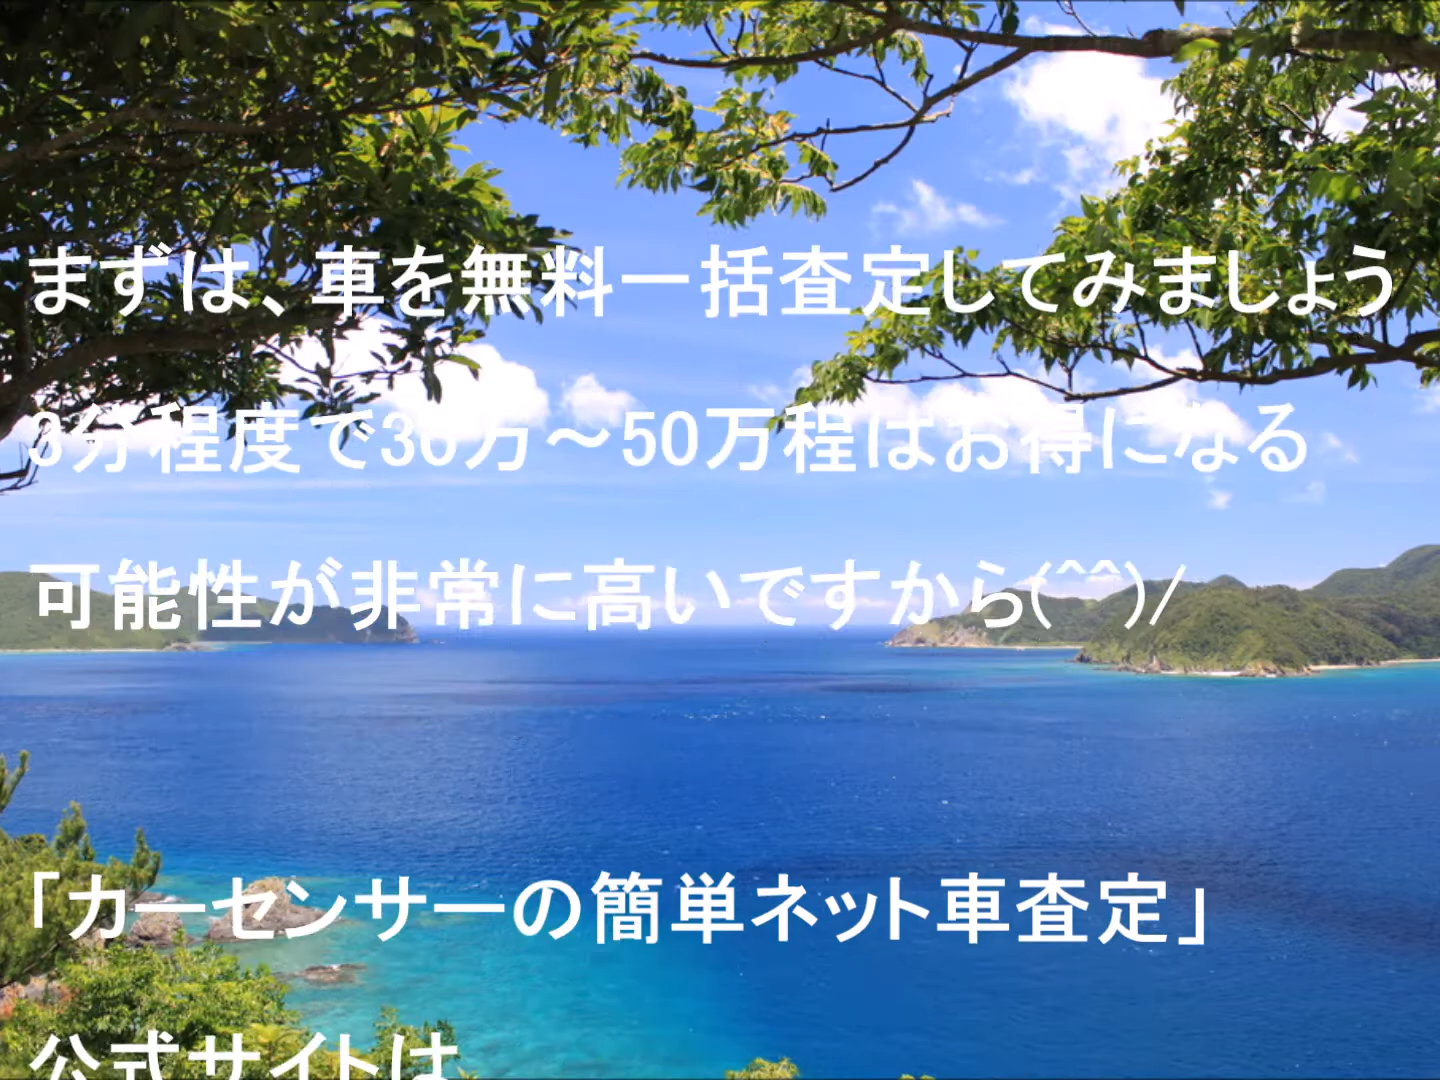 まずは、車を無料一括査定してみましょう
3分程度で36万～50万程はお得になる
可能性が非常に高いですから(^^)/
「カーセンサーの簡単ネット車査定」
公式サイトは